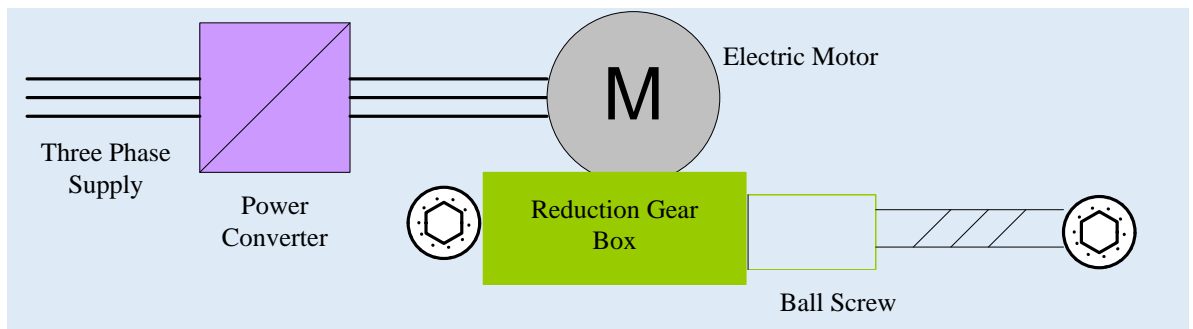 M
Electric Motor
Three Phase
Supply
Power
Converter
Reduction Gear
Box
Ball Screw